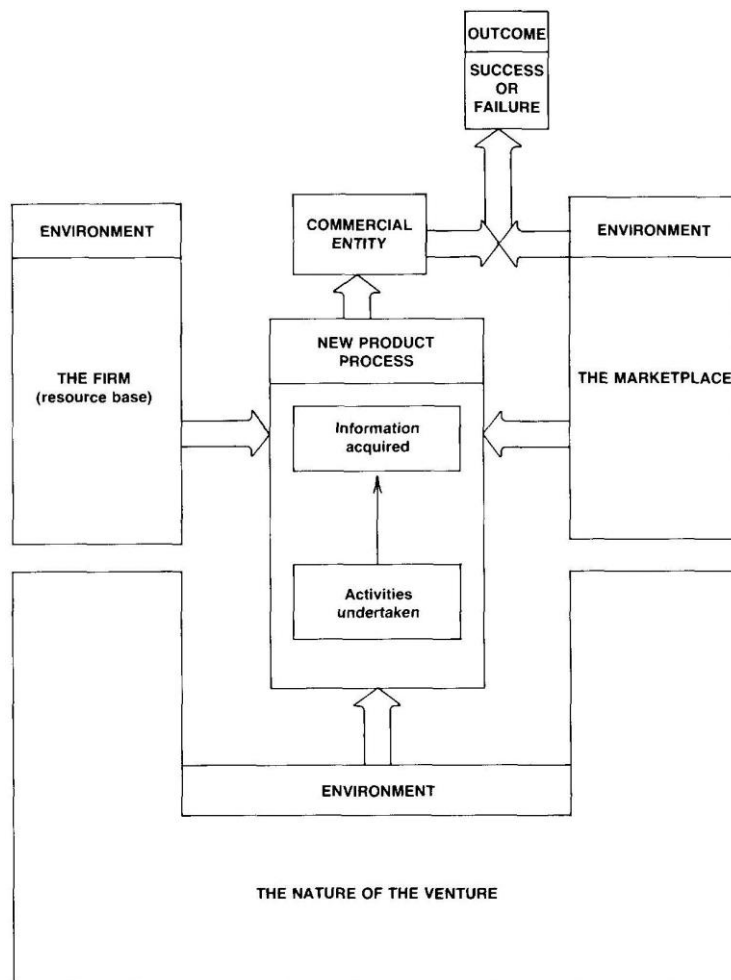 OUTCOME
SUCCESS
OR
FAILURE
ENVIRONMENT
THE FIRM
(resource base)
COMMERCIAL
ENTITY
NEW PRODUCT
PROCESS
Information
acquired
Activities
undertaken
ENVIRONMENT
THE MARKETPLACE
ENVIRONMENT
THE NATURE OF THE VENTURE